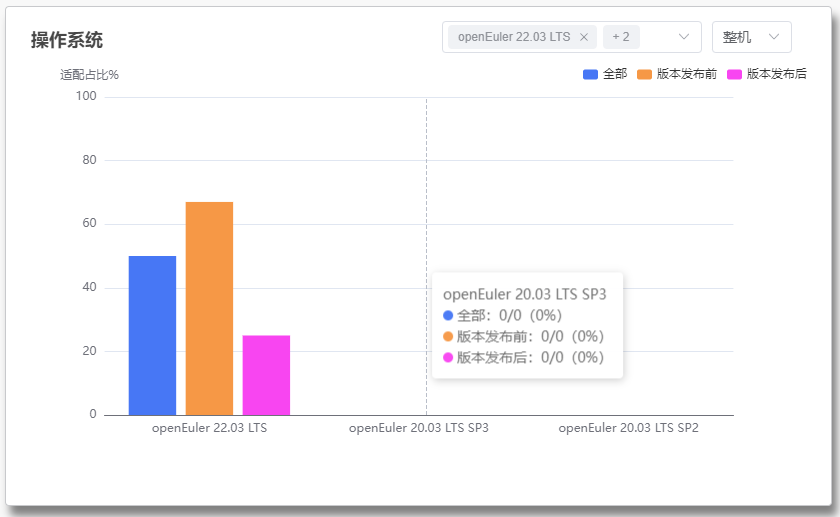 操作系统
openEuler 22.03 LTS × + 2
整机
适配占比%
全部 版本发布前 版本发布后
100
80
60
40
20
0
openEuler 20.03 LTS SP3
全部：0/0（0%）
版本发布前：0/0（0%）
版本发布后：0/0（0%）
openEuler 22.03 LTS openEuler 20.03 LTS SP3 openEuler 20.03 LTS SP2